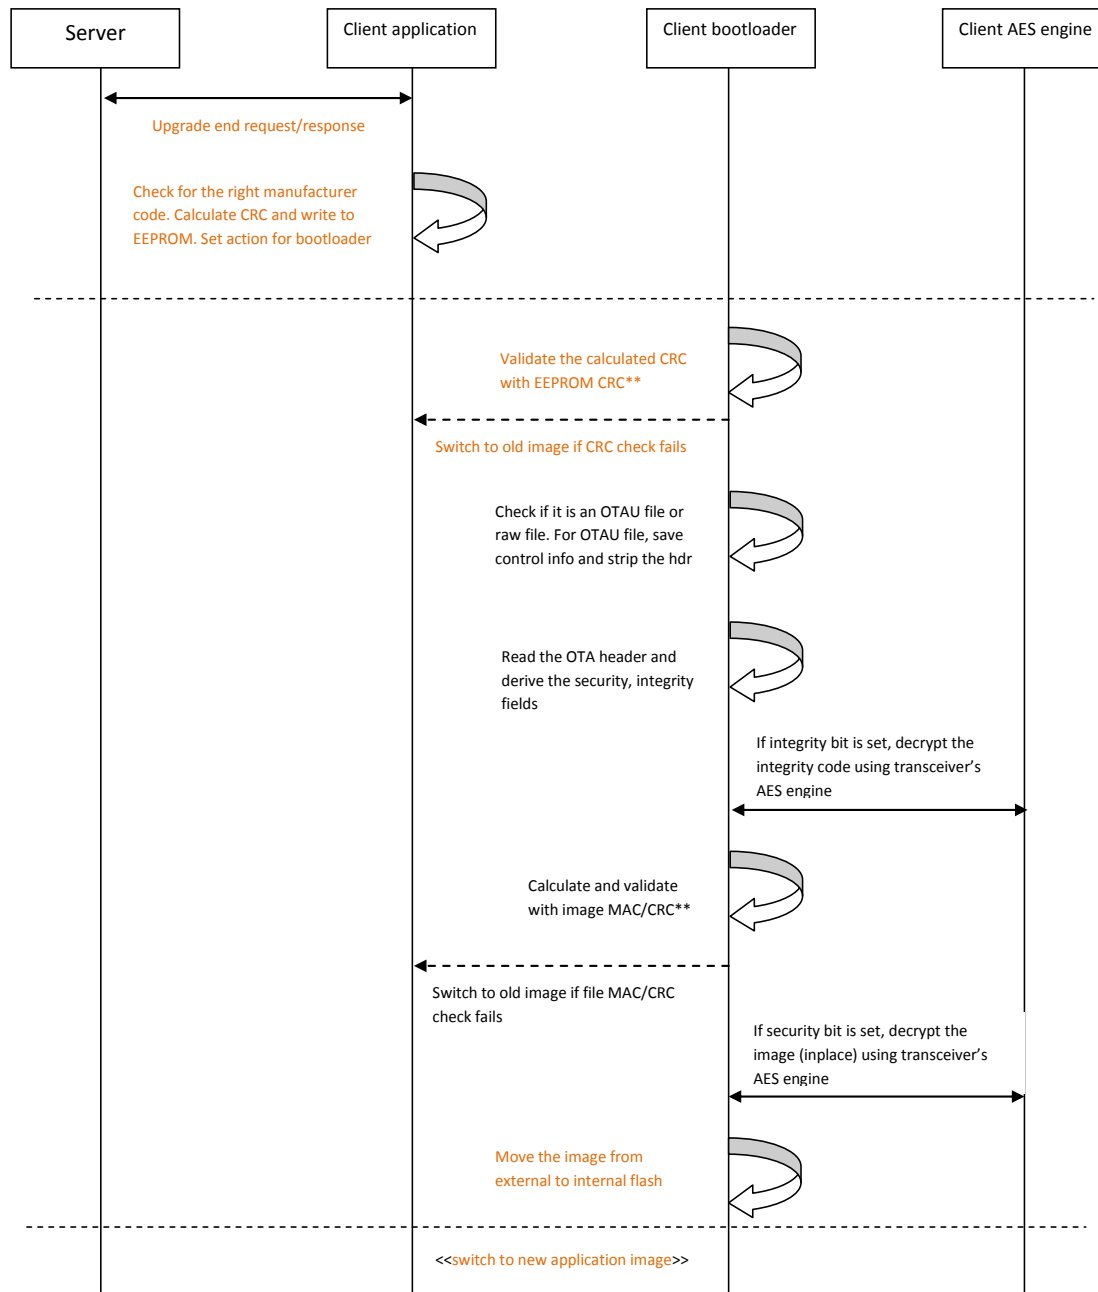 Server
Client application
Client bootloader
Client AES engine
Upgrade end request/response
Check for the right manufacturer
code. Calculate CRC and write to
EEPROM. Set action for bootloader
Validate the calculated CRC
with EEPROM CRC**
Switch to old image if CRC check fails
Check if it is an OTAU file or
raw file. For OTAU file, save
control info and strip the hdr
Read the OTA header and
derive the security, integrity
fields
If integrity bit is set, decrypt the
integrity code using transceiver’s
AES engine
Calculate and validate
with image MAC/CRC**
Switch to old image if file MAC/CRC
check fails
If security bit is set, decrypt the
image (inplace) using transceiver’s
AES engine
Move the image from
external to internal flash
<<switch to new application image>>